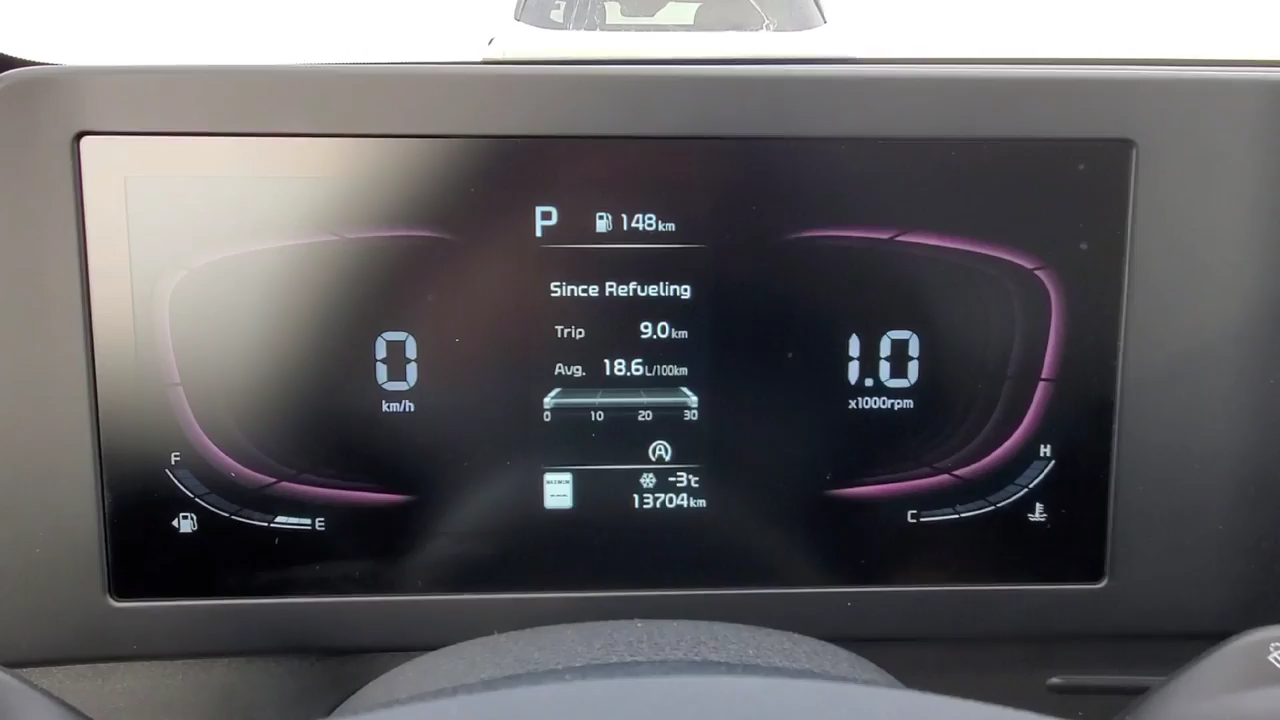 P 148km
Since Refueling
Trip 9.0km
Avg. 18.6L/100km
0 10 20 30
0
km/h
1.0
x1000rpm
F
E
H
C
A
-3℃
13704km